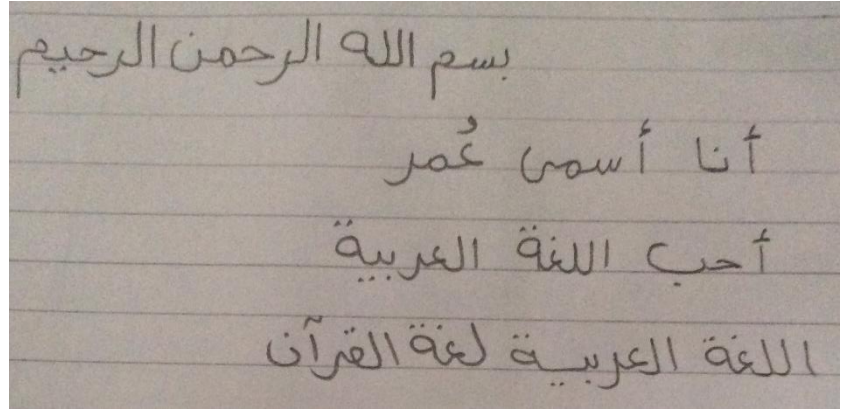 بسم الله الرحمن الرحيم
أنا أسمى عُمر
أحب اللغة العربية
اللغة العربية لغة القرآن